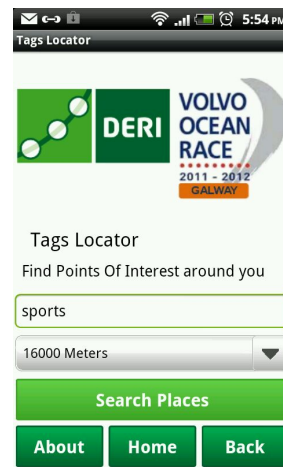 5:54 PM
Tags Locator
DERI
VOLVO
OCEAN
RACE
2011 - 2012
GALWAY
Tags Locator
Find Points Of Interest around you
sports
16000 Meters
Search Places
About Home Back